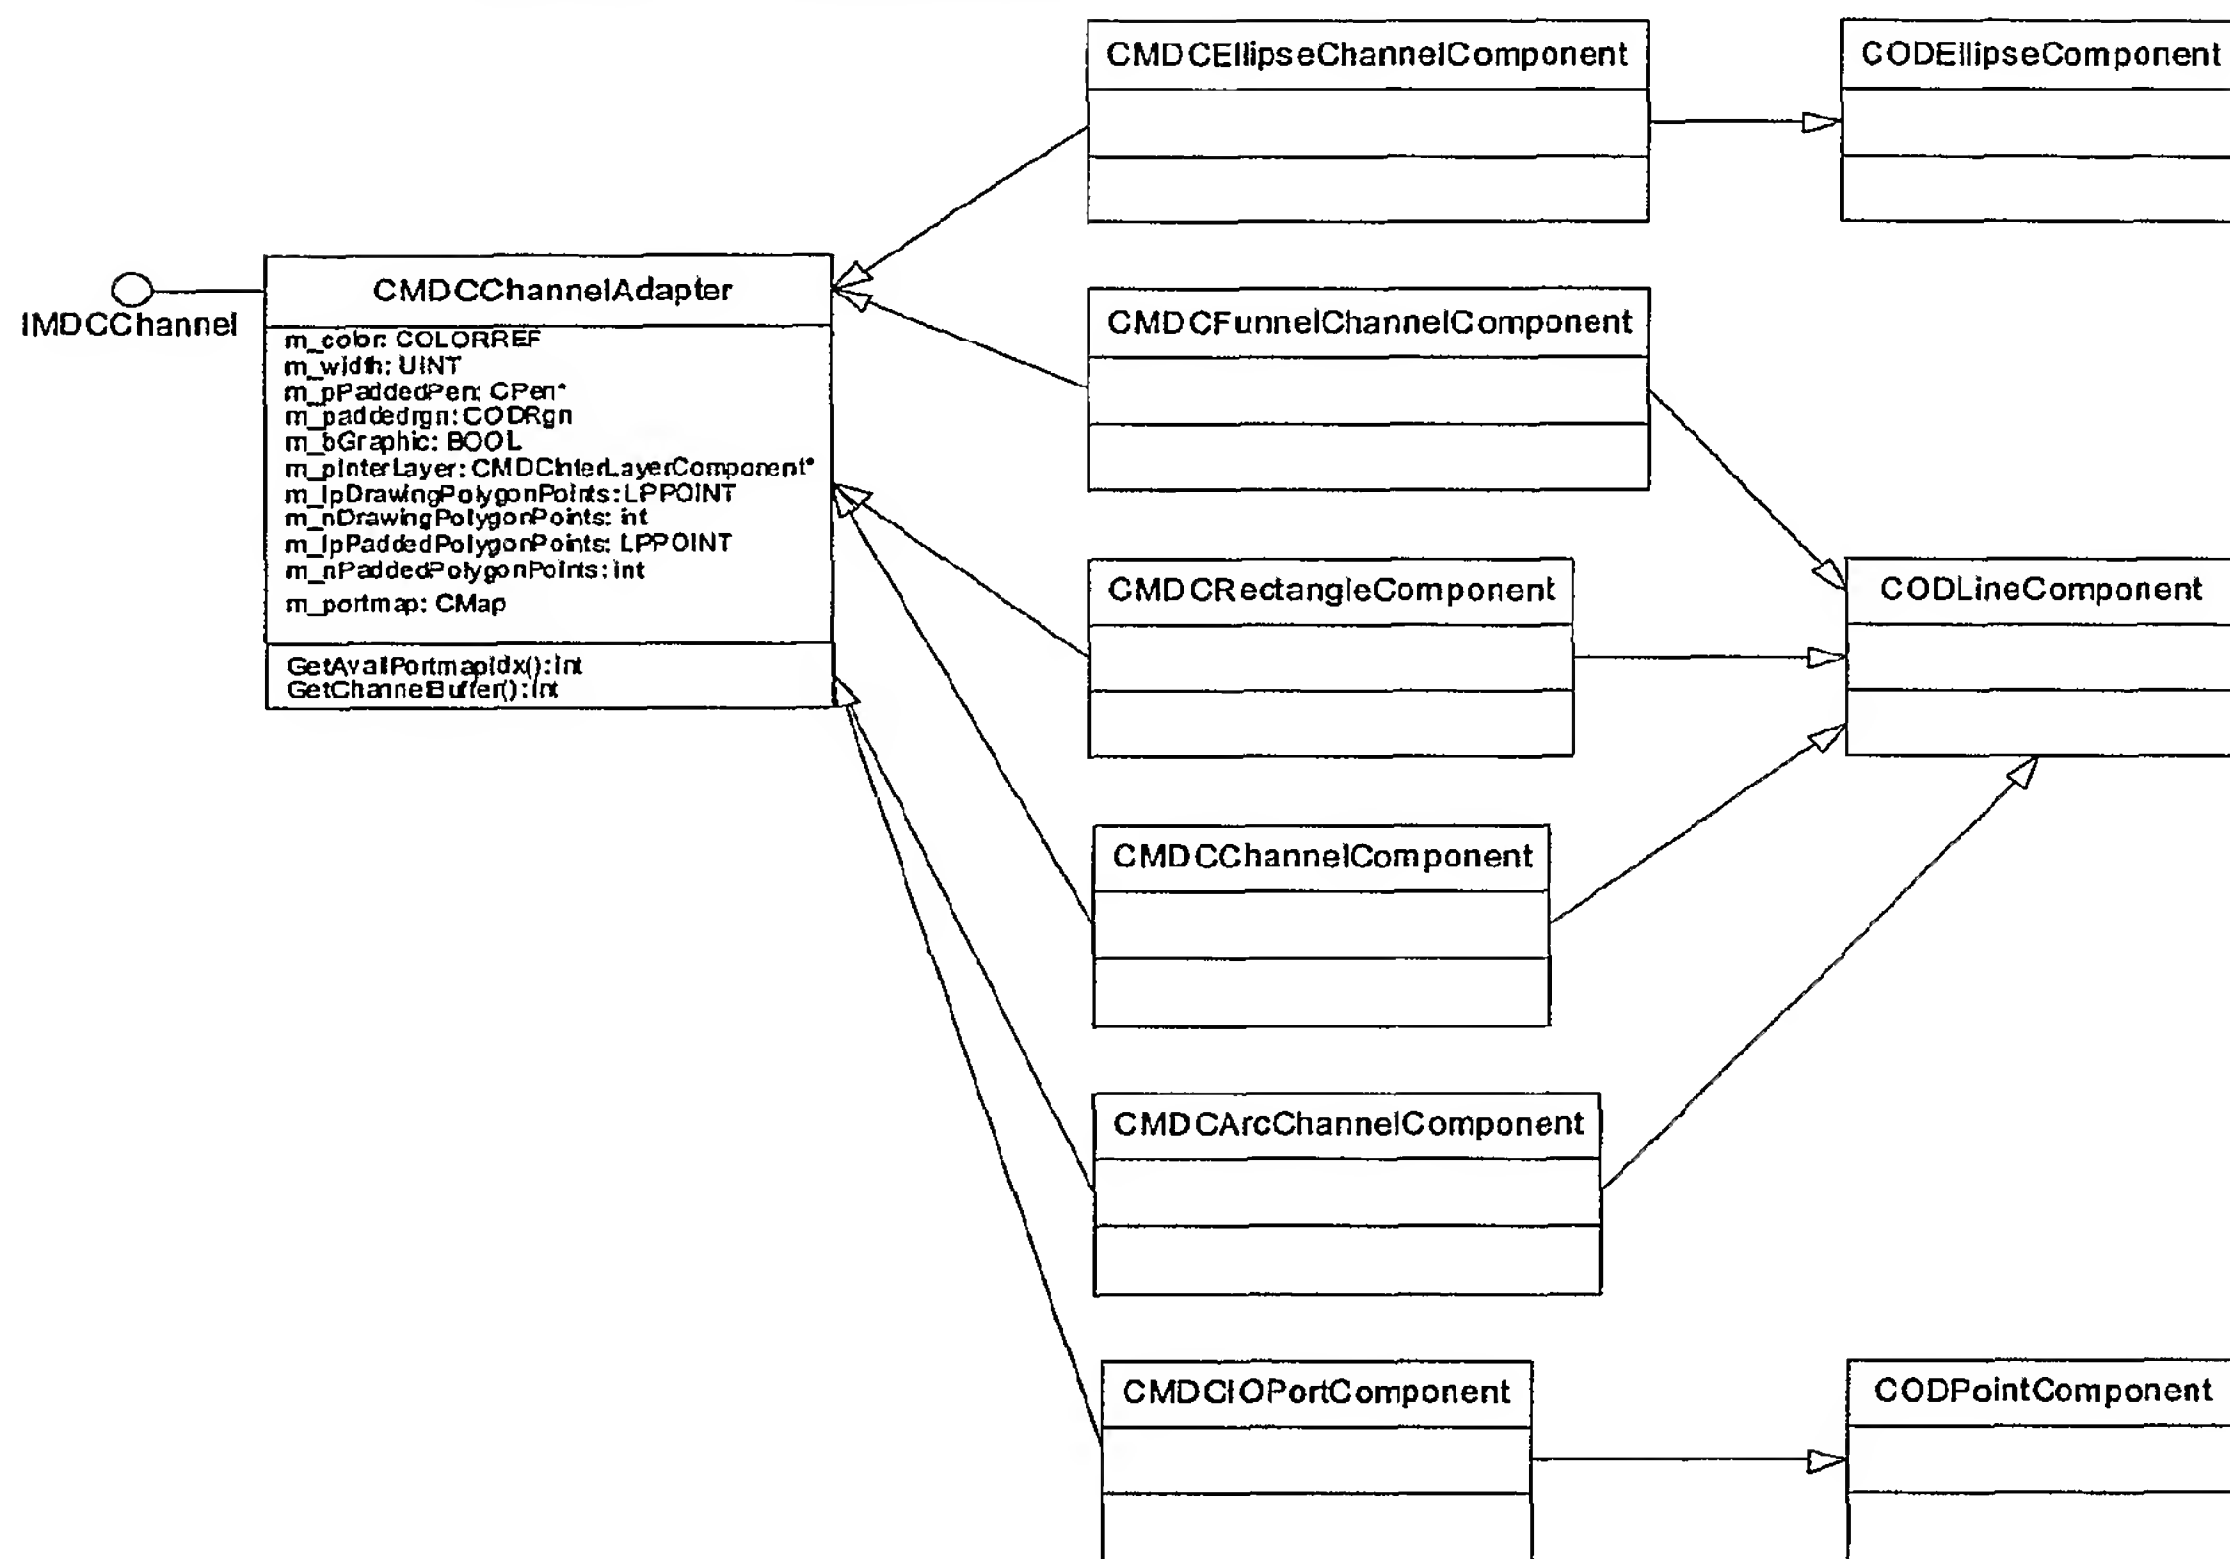 CMDCEllipseChannelComponent
CODEllipseComponent
IMDCChannel
CMDCChannelAdapter
m_color: COLORREF
m_width: UINT
m_pPaddedPen: CPen*
m_paddedrgn: CODRgn
m_bGraphic: BOOL
m_pInterLayer: CMDCInterLayerComponent*
m_lpDrawingPolygonPoints: LPPOINT
m_nDrawingPolygonPoints: int
m_lpPaddedPolygonPoints: LPPOINT
m_nPaddedPolygonPoints: int
m_portmap: CMap
GetAvailPortmapIdx(): int
GetChannelBuffer(): int
CMDCFunnelChannelComponent
CMDCRectangleComponent
CODLineComponent
CMDCChannelComponent
CMDCArcChannelComponent
CMDCIOPortComponent
CODPointComponent